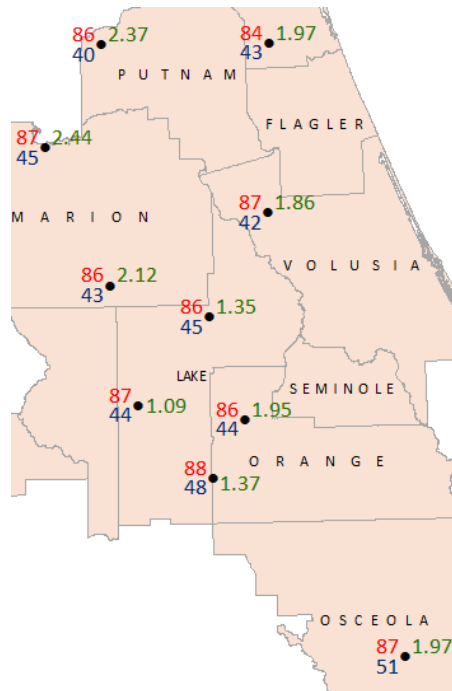 86 2.37
40
84 1.97
43
PUTNAM
87 2.44
45
FLAGLER
87 1.86
42
MARION
VOLUSIA
86 2.12
43
86 1.35
45
LAKE
SEMINOLE
87 1.09
44
86 1.95
44
ORANGE
88 1.37
48
OSCEOLA
87 1.97
51